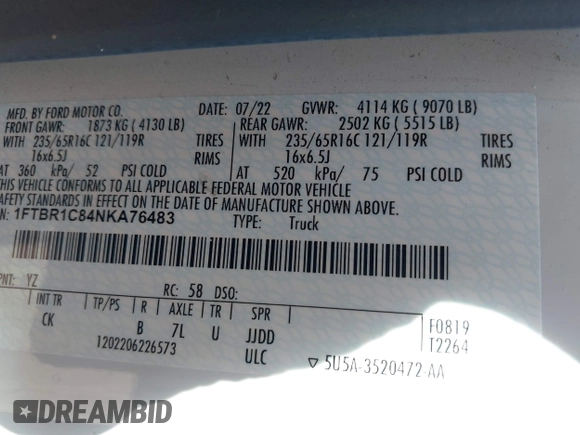 MFD. BY FORD MOTOR CO. DATE: 07/22 GVWR: 4114 KG ( 9070 LB)
FRONT GAWR: 1873 KG ( 4130 LB) REAR GAWR: 2502 KG ( 5515 LB)
WITH 235/65R16C 121/119R TIRES WITH 235/65R16C 121/119R TIRES
16x6.5J RIMS 16x6.5J RIMS
AT 360 kPa/ 52 PSI COLD AT 520 kPa/ 75 PSI COLD
THIS VEHICLE CONFORMS TO ALL APPLICABLE FEDERAL MOTOR VEHICLE
SAFETY STANDARDS IN EFFECT ON THE DATE OF MANUFACTURE SHOWN ABOVE.
N: 1FTBR1C84NKA76483 TYPE: Truck
PNT: YZ RC: 58 DSO:
INT TR TP/PS R AXLE TR SPR
CK B 7L U JJDD
1202206226573 ULC
F0819
T2264
▽ 5U5A-3520472-AA
DREAMBID